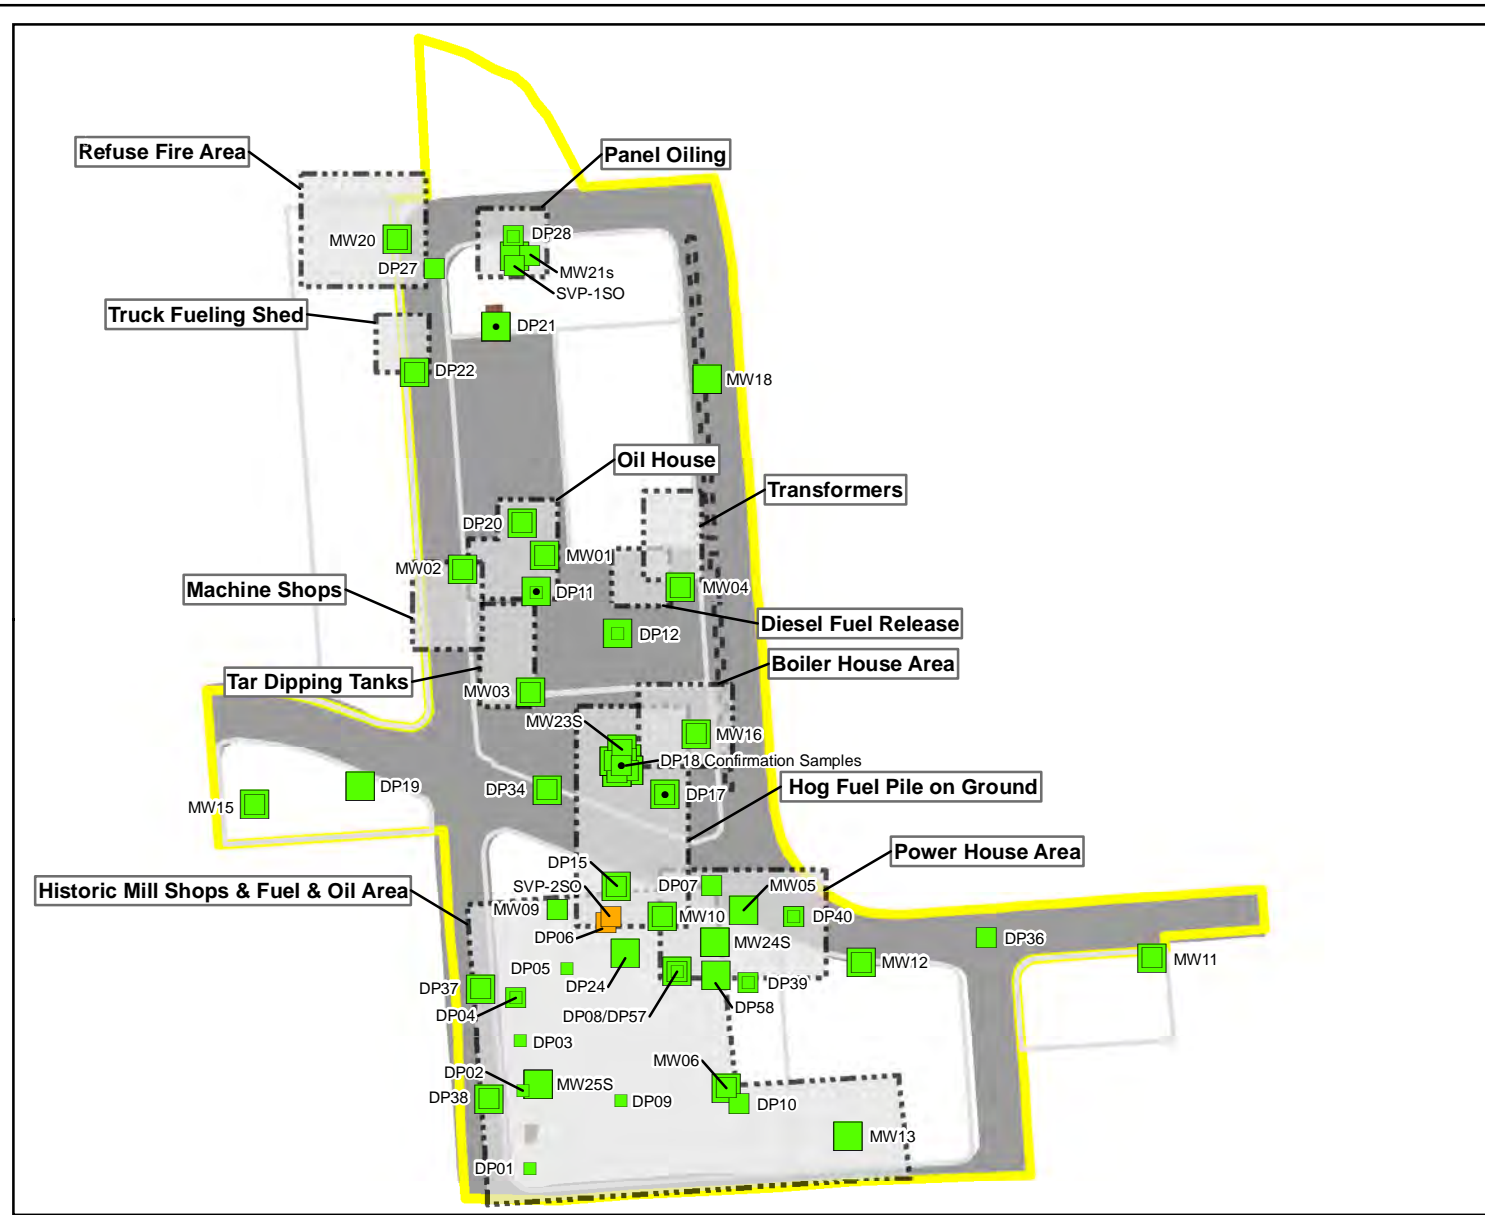 Refuse Fire Area
Panel Oiling
MW20
DP28
DP27
MW21s
SVP-1SO
Truck Fueling Shed
DP21
DP22
MW18
Oil House
Transformers
DP20
MW01
MW02
Machine Shops
DP11
MW04
Diesel Fuel Release
DP12
Boiler House Area
Tar Dipping Tanks
MW03
MW23S
MW16
DP18 Confirmation Samples
Hog Fuel Pile on Ground
DP19
DP34
DP17
MW15
Power House Area
DP15
Historic Mill Shops & Fuel & Oil Area
SVP-2SO
DP07
MW05
MW09
MW10
DP40
DP06
MW24S
DP36
MW12
MW11
DP05
DP24
DP39
DP37
DP58
DP04
DP08/DP57
DP03
MW06
DP02
MW25S
DP38
DP09
DP10
MW13
DP01